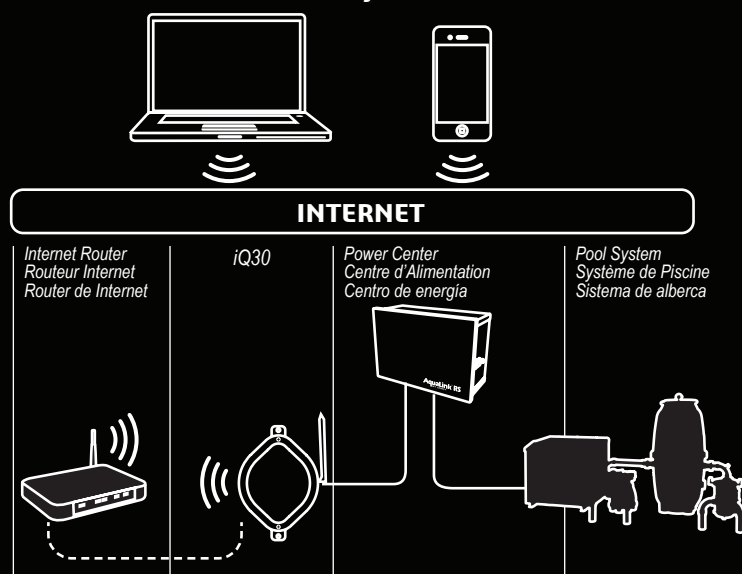 INTERNET
Internet Router
Routeur Internet
Router de Internet
iQ30
Power Center
Centre d'Alimentation
Centro de energía
Pool System
Système de Piscine
Sistema de alberca
AquaLink RS